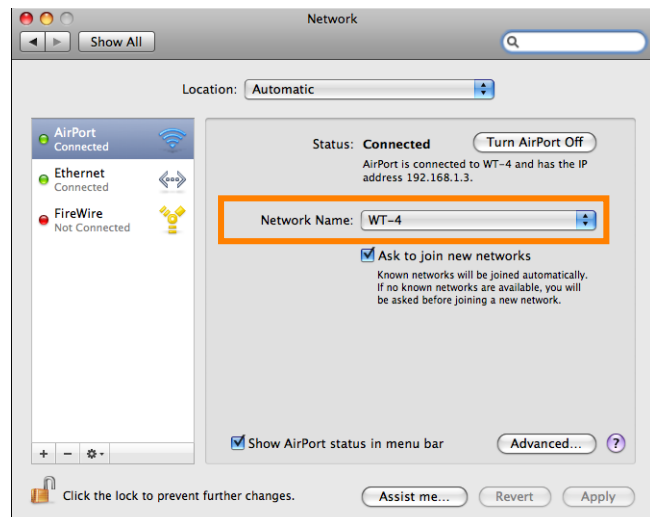 Network
Show All
Location: Automatic
AirPort
Connected
Ethernet
Connected
FireWire
Not Connected
Status: Connected
Turn AirPort Off
AirPort is connected to WT-4 and has the IP
address 192.168.1.3.
Network Name: WT-4
Ask to join new networks
Known networks will be joined automatically.
If no known networks are available, you will
be asked before joining a new network.
Show AirPort status in menu bar
Advanced...
?
Click the lock to prevent further changes.
Assist me...
Revert
Apply